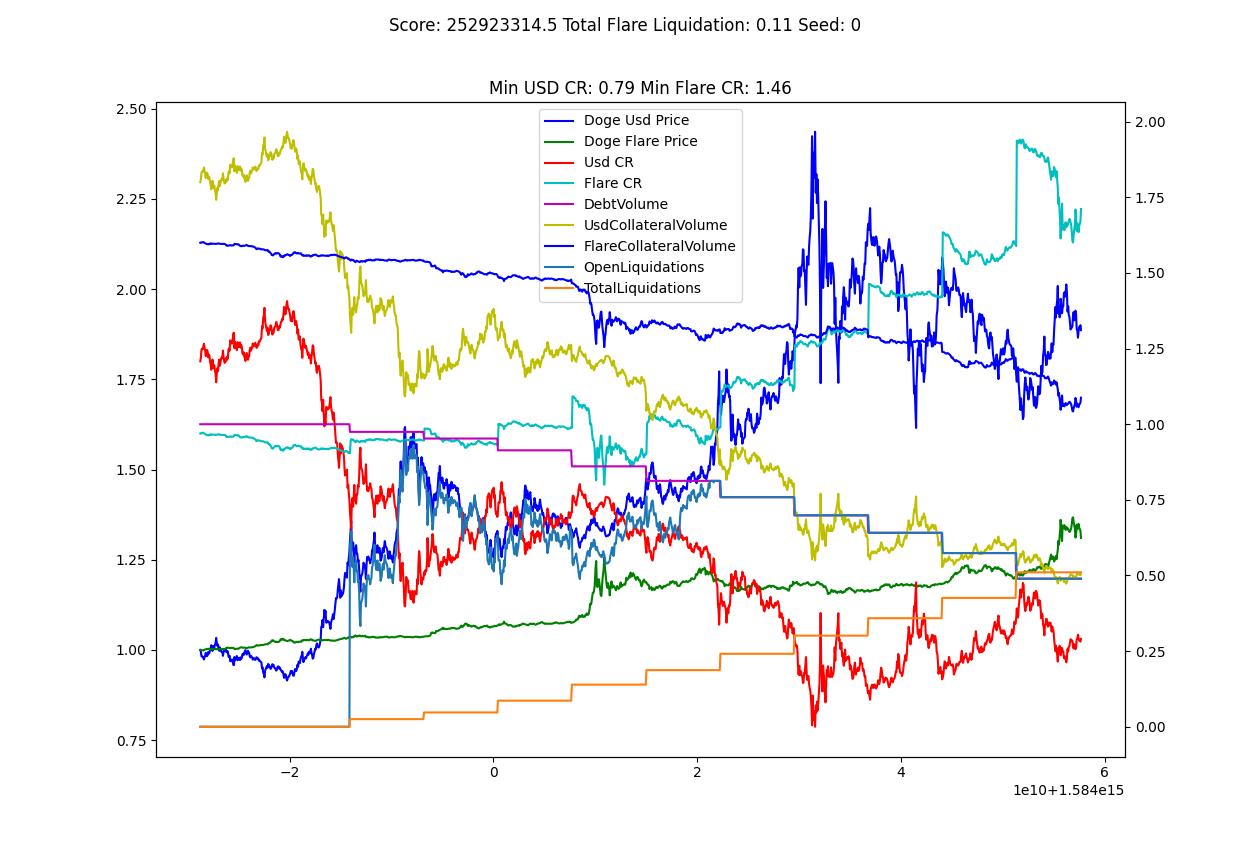 Score: 252923314.5 Total Flare Liquidation: 0.11 Seed: 0
Min USD CR: 0.79 Min Flare CR: 1.46
2.50
2.25
2.00
1.75
1.50
1.25
1.00
0.75
Doge Usd Price
Doge Flare Price
Usd CR
Flare CR
DebtVolume
UsdCollateralVolume
FlareCollateralVolume
OpenLiquidations
TotalLiquidations
2.00
1.75
1.50
1.25
1.00
0.75
0.50
0.25
0.00
−2 0 2 4 6
1e10+1.584e15